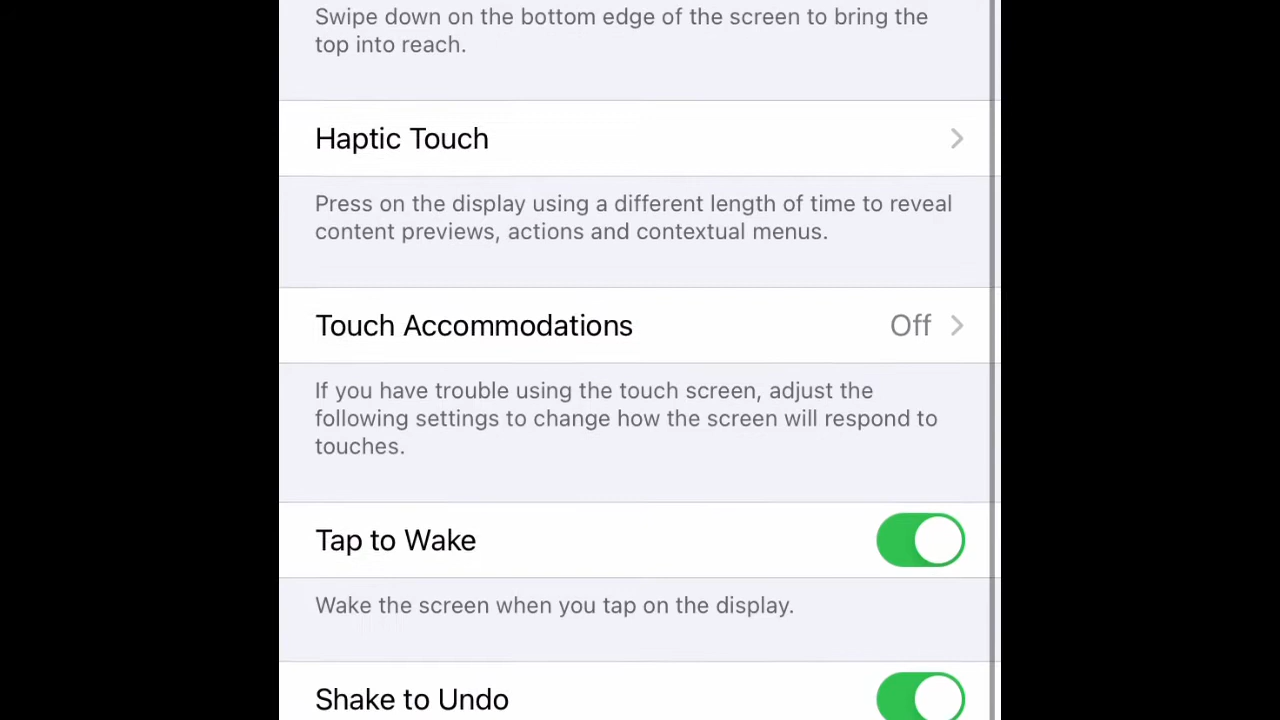 Swipe down on the bottom edge of the screen to bring the
top into reach.
Haptic Touch
Press on the display using a different length of time to reveal
content previews, actions and contextual menus.
Touch Accommodations Off
If you have trouble using the touch screen, adjust the
following settings to change how the screen will respond to
touches.
Tap to Wake
Wake the screen when you tap on the display.
Shake to Undo